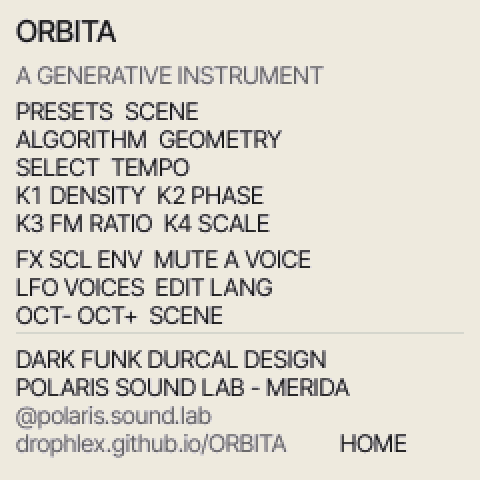 ORBITA
A GENERATIVE INSTRUMENT
PRESETS SCENE
ALGORITHM GEOMETRY
SELECT TEMPO
K1 DENSITY K2 PHASE
K3 FM RATIO K4 SCALE
FX SCL ENV MUTE A VOICE
LFO VOICES EDIT LANG
OCT- OCT+ SCENE
DARK FUNK DURCAL DESIGN
POLARIS SOUND LAB - MERIDA
@polaris.sound.lab
drophlex.github.io/ORBITA HOME